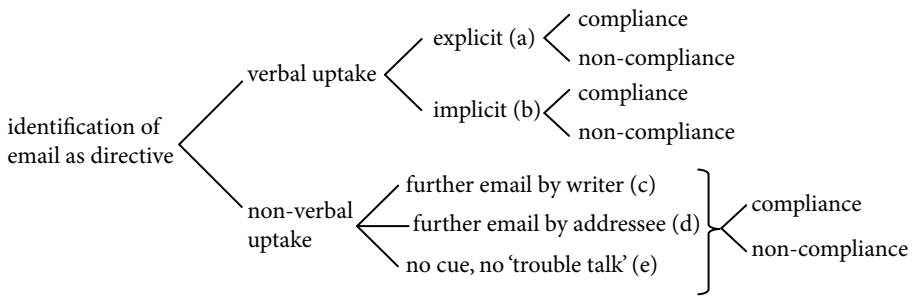 compliance
explicit (a)
non-compliance
verbal uptake
compliance
implicit (b)
non-compliance
identification of
email as directive
further email by writer (c)
non-verbal
uptake
further email by addressee (d)
no cue, no ‘trouble talk’ (e)
compliance
non-compliance